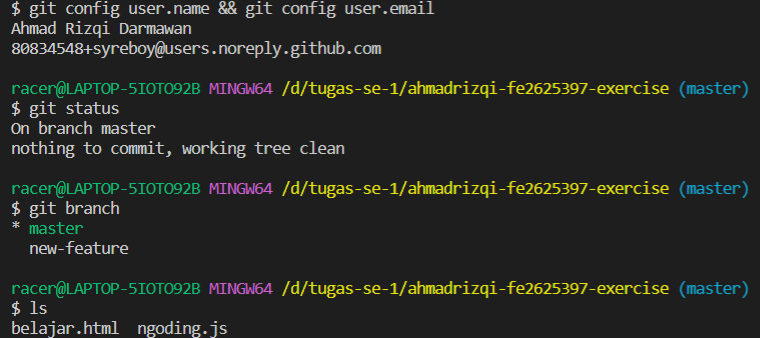 $ git config user.name && git config user.email
Ahmad Rizqi Darmawan
80834548+syreboy@users.noreply.github.com
racer@LAPTOP-5IOTO92B MINGW64 /d/tugas-se-1/ahmadrizqi-fe2625397-exercise (master)
$ git status
On branch master
nothing to commit, working tree clean
racer@LAPTOP-5IOTO92B MINGW64 /d/tugas-se-1/ahmadrizqi-fe2625397-exercise (master)
$ git branch
* master
new-feature
racer@LAPTOP-5IOTO92B MINGW64 /d/tugas-se-1/ahmadrizqi-fe2625397-exercise (master)
$ ls
belajar.html ngoding.js